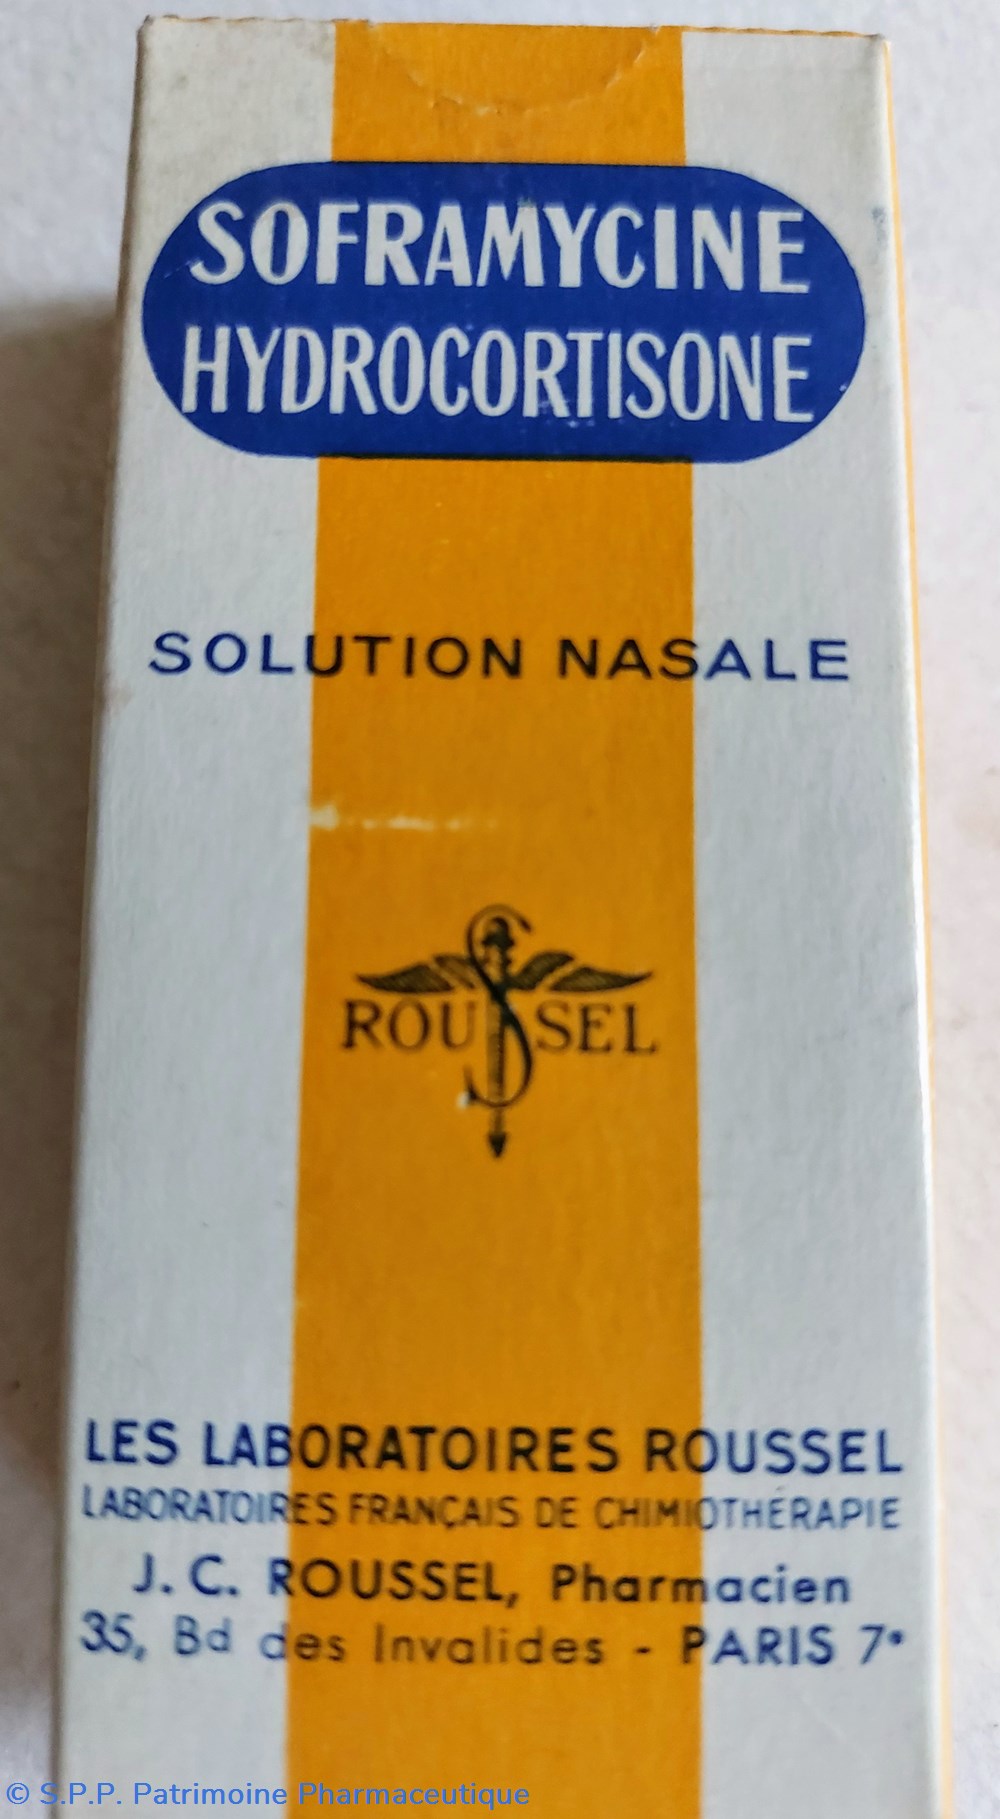 SOFRAMYCINE
HYDROCORTISONE
SOLUTION NASALE
ROUSSEL
LES LABORATOIRES ROUSSEL
LABORATOIRES FRANÇAIS DE CHIMIOTHÉRAPIE
J. C. ROUSSEL, Pharmacien
35, Bd des Invalides - PARIS 7e
© S.P.P. Patrimoine Pharmaceutique